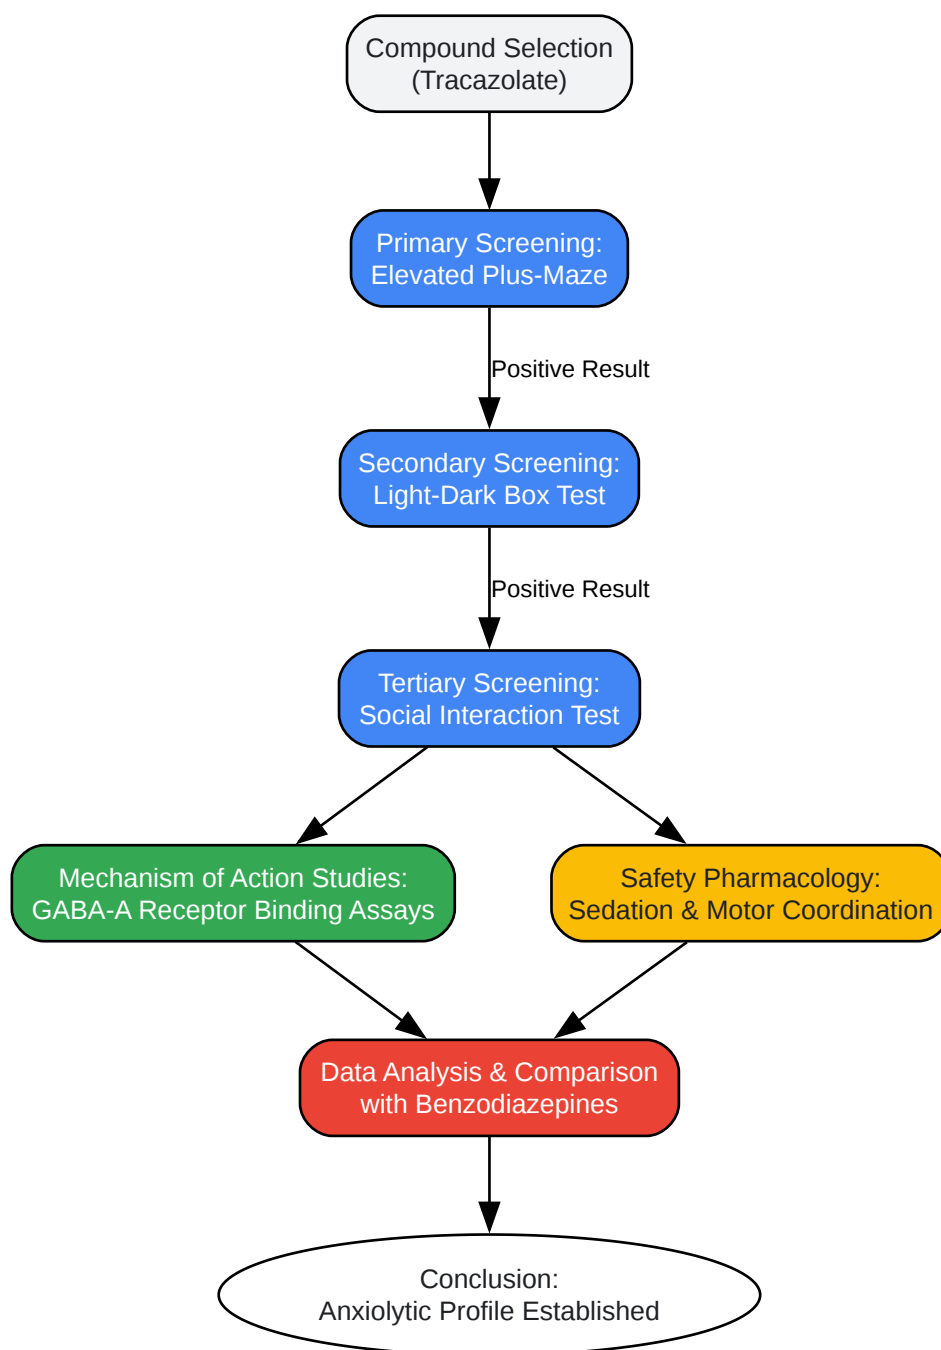 Compound Selection
(Tracazolate)
Primary Screening:
Elevated Plus-Maze
Positive Result
Secondary Screening:
Light-Dark Box Test
Positive Result
Tertiary Screening:
Social Interaction Test
Mechanism of Action Studies:
GABA-A Receptor Binding Assays
Safety Pharmacology:
Sedation & Motor Coordination
Data Analysis & Comparison
with Benzodiazepines
Conclusion:
Anxiolytic Profile Established